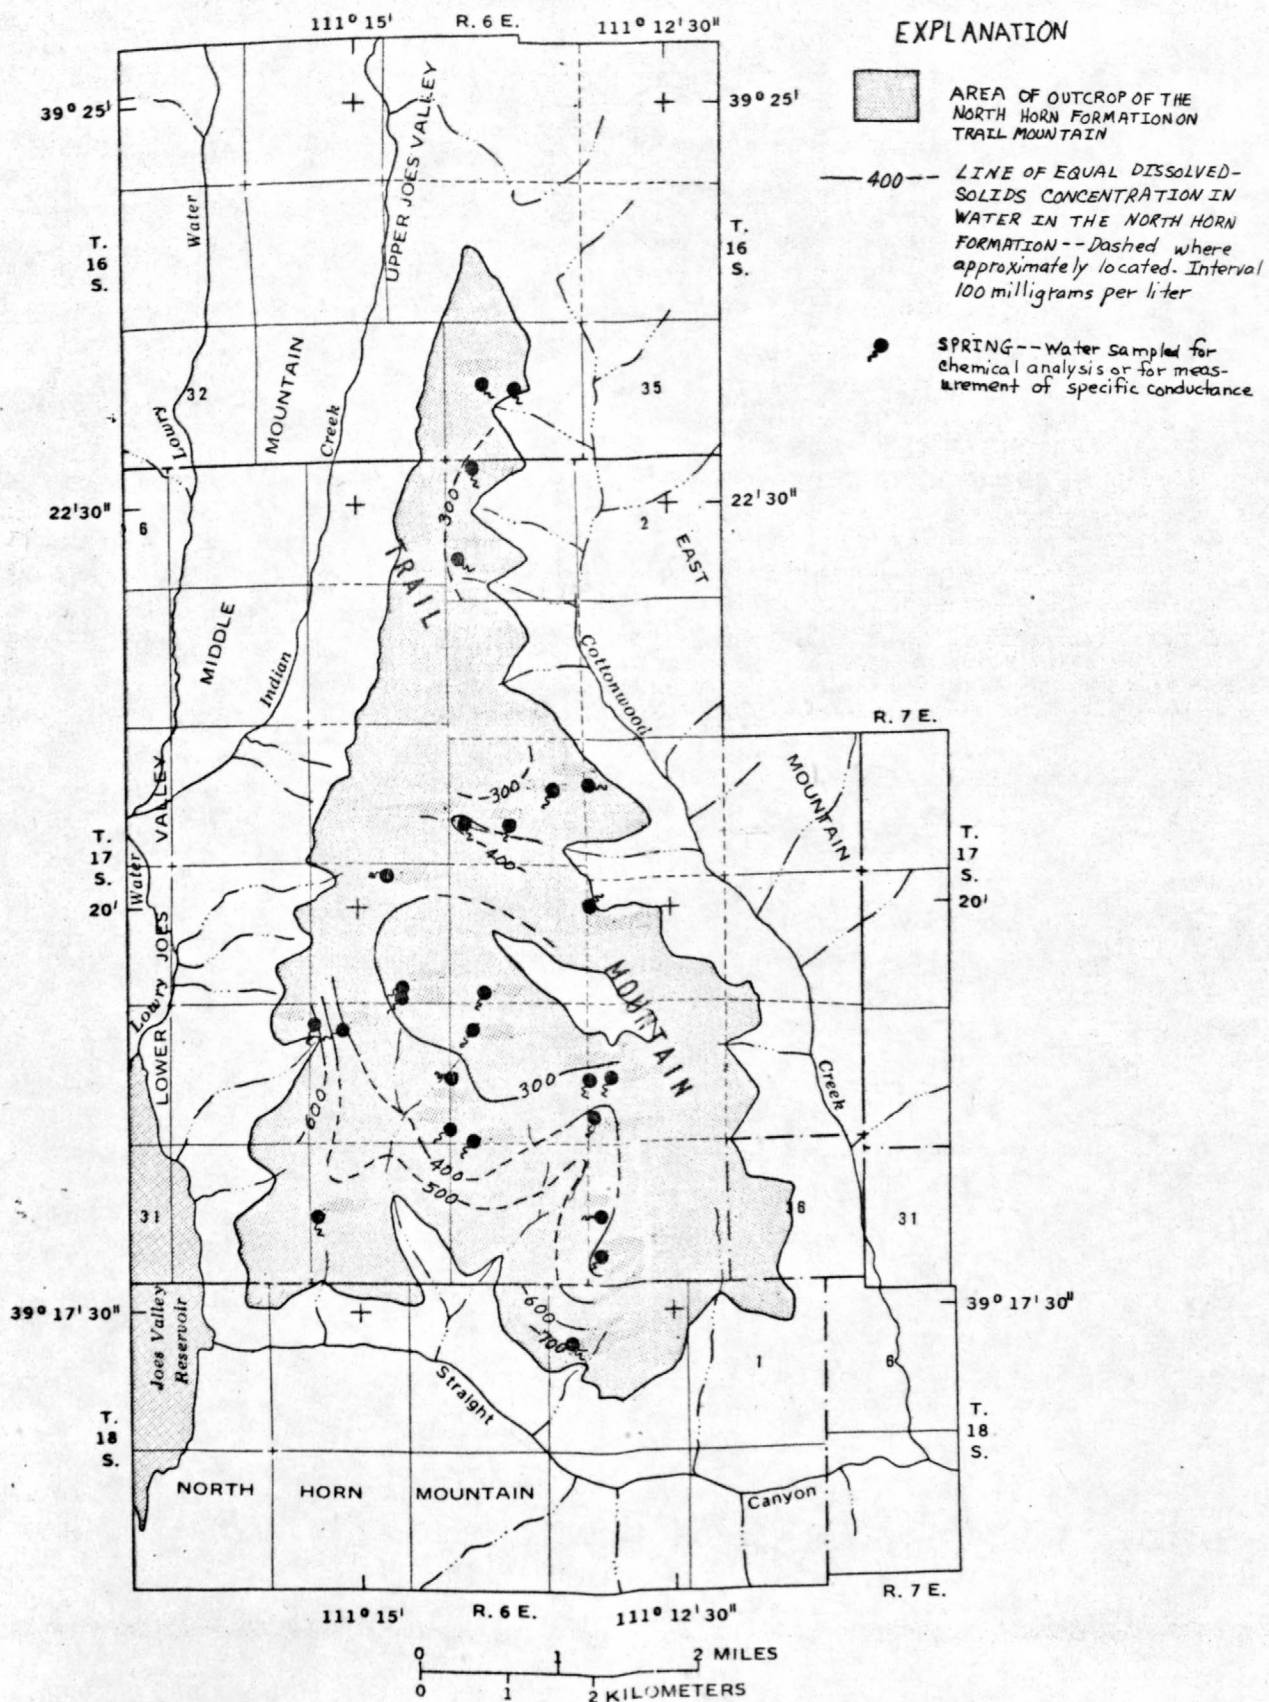 111° 15'
R. 6 E.
111° 12' 30"
EXPLANATION
39° 25'
39° 25'
AREA OF OUTCROP OF THE
NORTH HORN FORMATION ON
TRAIL MOUNTAIN
UPPER JOES VALLEY
—400-- LINE OF EQUAL DISSOLVED-
SOLIDS CONCENTRATION IN
WATER IN THE NORTH HORN
FORMATION--Dashed where
approximately located. Interval
100 milligrams per liter
Water
T.
16
S.
T.
16
S.
SPRING--Water sampled for
chemical analysis or for meas-
urement of specific conductance
32
MOUNTAIN
35
Lowry
Creek
22' 30"
300
22' 30"
6
2
EAST
TRAIL
MIDDLE
Indian
Cottonwood
R. 7 E.
VALLEY
300
MOUNTAIN
T.
17
S.
400
T.
17
S.
Water
20'
20'
JOES
MOUNTAIN
Lowry
LOWER
300
Creek
600
400
500
31
36
31
39° 17' 30"
600
39° 17' 30"
Joes Valley
Reservoir
700
1
6
Straight
T.
18
S.
T.
18
S.
NORTH HORN MOUNTAIN
Canyon
111° 15'
R. 6 E.
111° 12' 30"
R. 7 E.
0 1 2 MILES
0 1 2 KILOMETERS